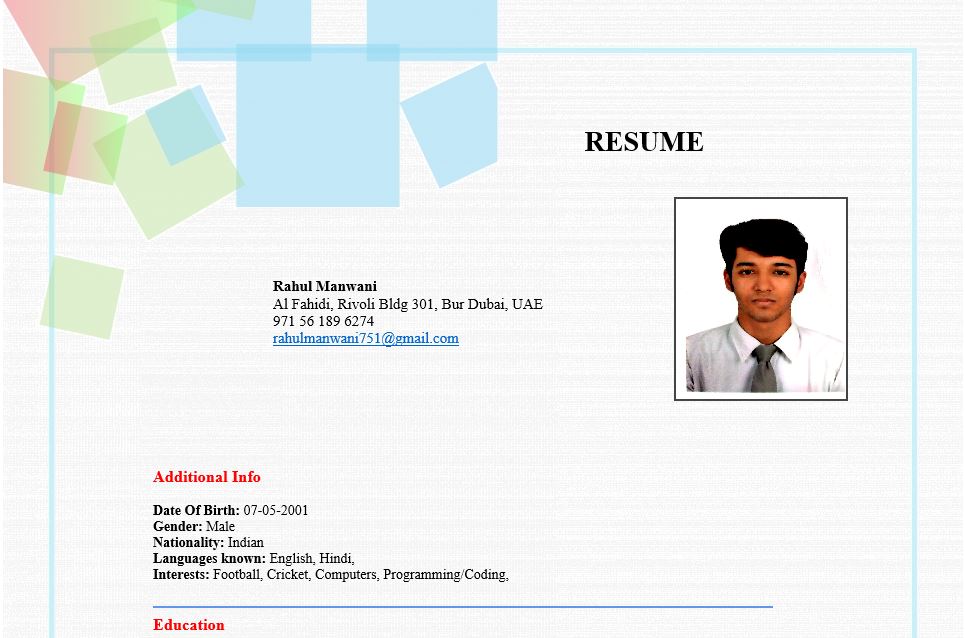 RESUME
Rahul Manwani
Al Fahidi, Rivoli Bldg 301, Bur Dubai, UAE
971 56 189 6274
rahulmanwani751@gmail.com
Additional Info
Date Of Birth: 07-05-2001
Gender: Male
Nationality: Indian
Languages known: English, Hindi,
Interests: Football, Cricket, Computers, Programming/Coding,
Education